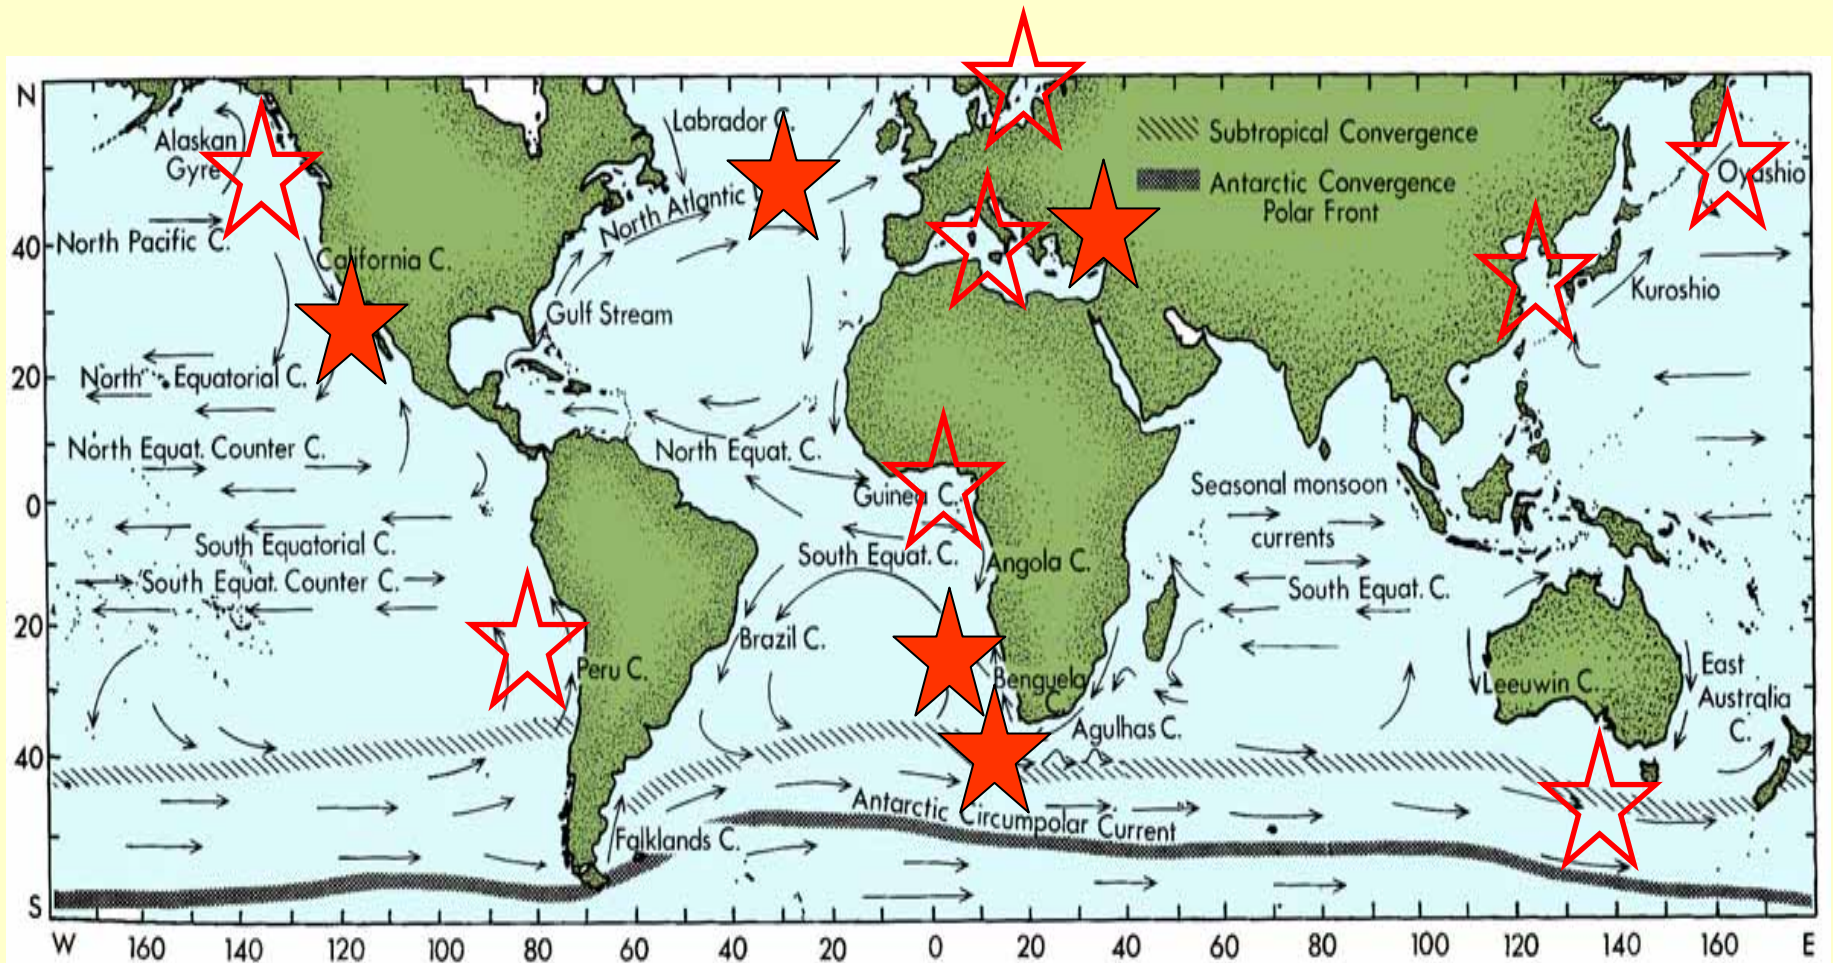 N
Labrador C.
Alaskan
Gyre
Subtropical Convergence
Antarctic Convergence
Polar Front
Oyashio
North Atlantic
North Pacific C.
40
California C.
Kuroshio
Gulf Stream
20
North Equatorial C.
North Equat. Counter C.
North Equat. C.
Guinea C.
Seasonal monsoon
currents
0
South Equatorial C.
South Equat. C.
Angola C.
South Equat. Counter C.
South Equat. C.
20
Brazil C.
Peru C.
Benguela
C.
Leeuwin C.
East
Australia
C.
Agulhas C.
40
Antarctic Circumpolar Current
Falklands C.
S
W 160 140 120 100 80 60 40 20 0 20 40 60 80 100 120 140 160 E